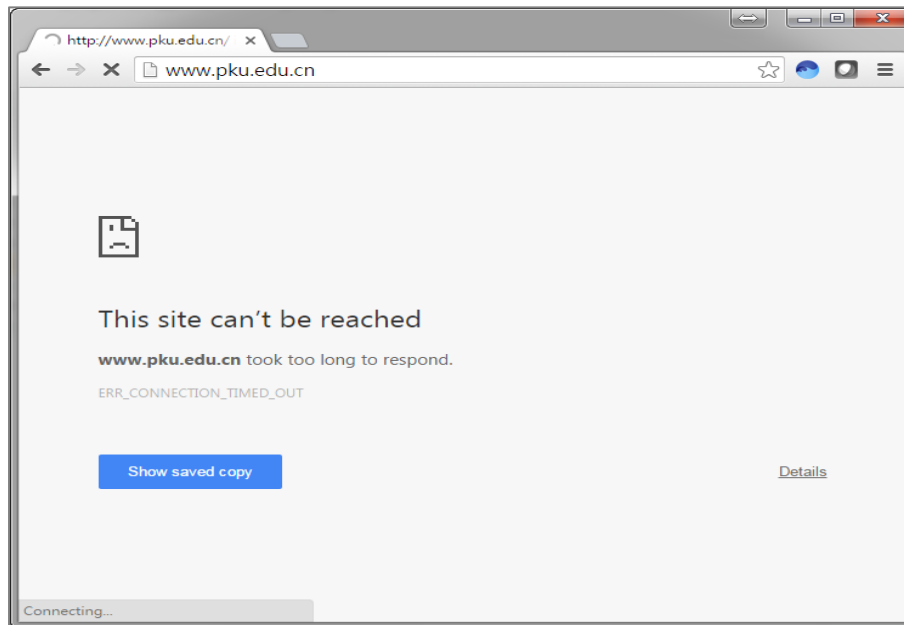 http://www.pku.edu.cn/
www.pku.edu.cn
This site can't be reached
www.pku.edu.cn took too long to respond.
ERR_CONNECTION_TIMED_OUT
Show saved copy
Details
Connecting...